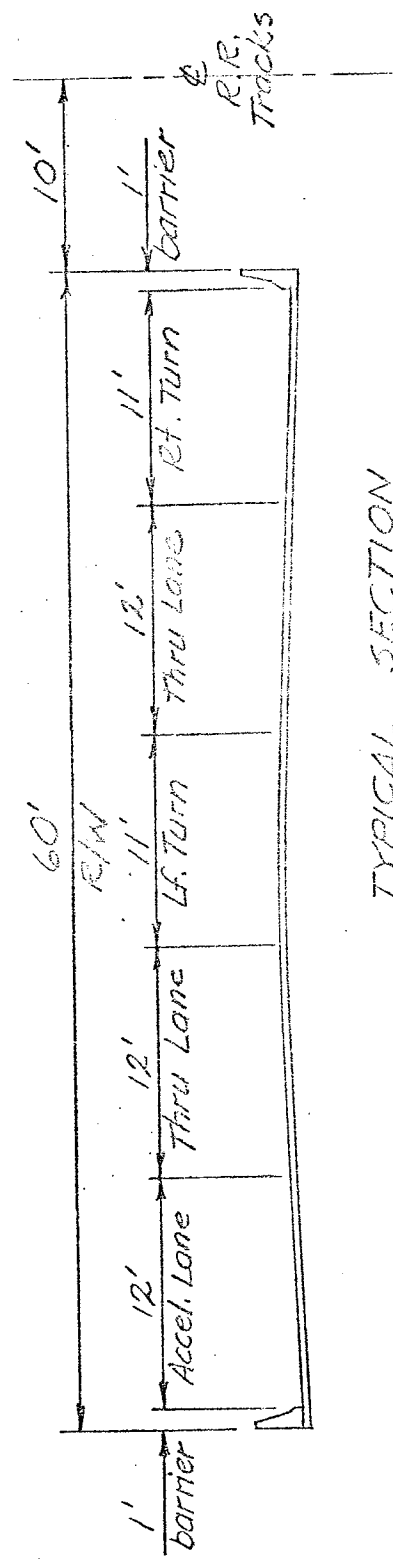 60'
R/W
10'
1'
barrier
12'
Accel. Lane
12'
Thru Lane
11'
Lf. Turn
12'
Thru Lane
11'
Rt. Turn
1'
barrier
℄
R.R.
Tracks
TYPICAL SECTION